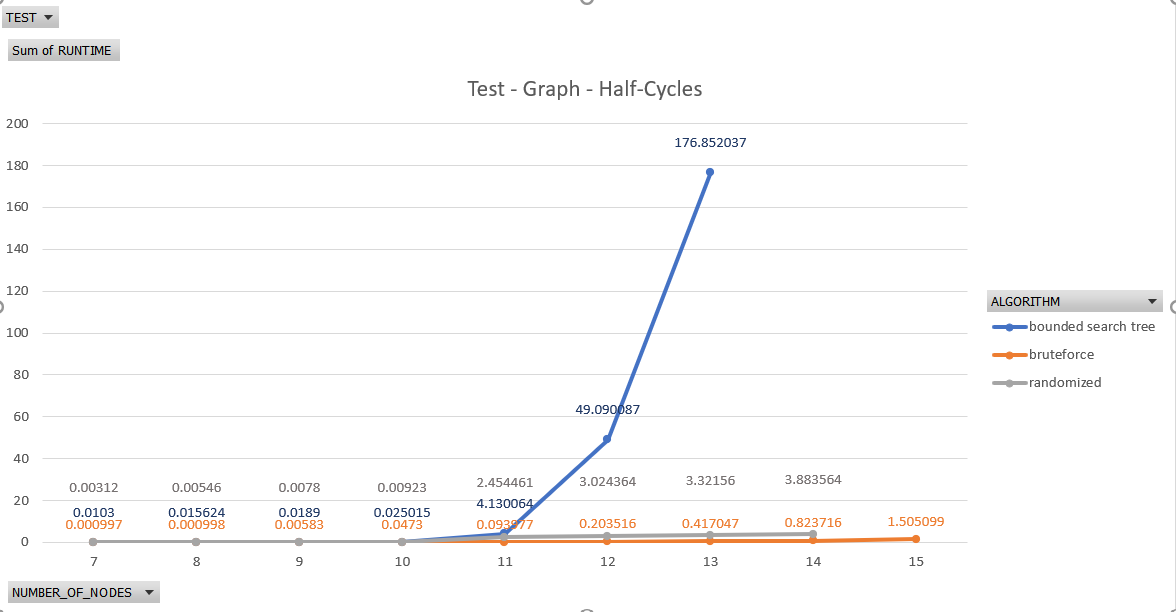 TEST
Sum of RUNTIME
Test - Graph - Half-Cycles
200
180
160
140
120
100
80
60
40
20
0
176.852037
49.090087
0.00312 0.00546 0.0078 0.00923 2.454461 3.024364 3.32156 3.883564
0.0103 0.015624 0.0189 0.025015 4.130064
0.000997 0.000998 0.00583 0.0473 0.093977 0.203516 0.417047 0.823716 1.505099
7 8 9 10 11 12 13 14 15
ALGORITHM
bounded search tree
bruteforce
randomized
NUMBER_OF_NODES